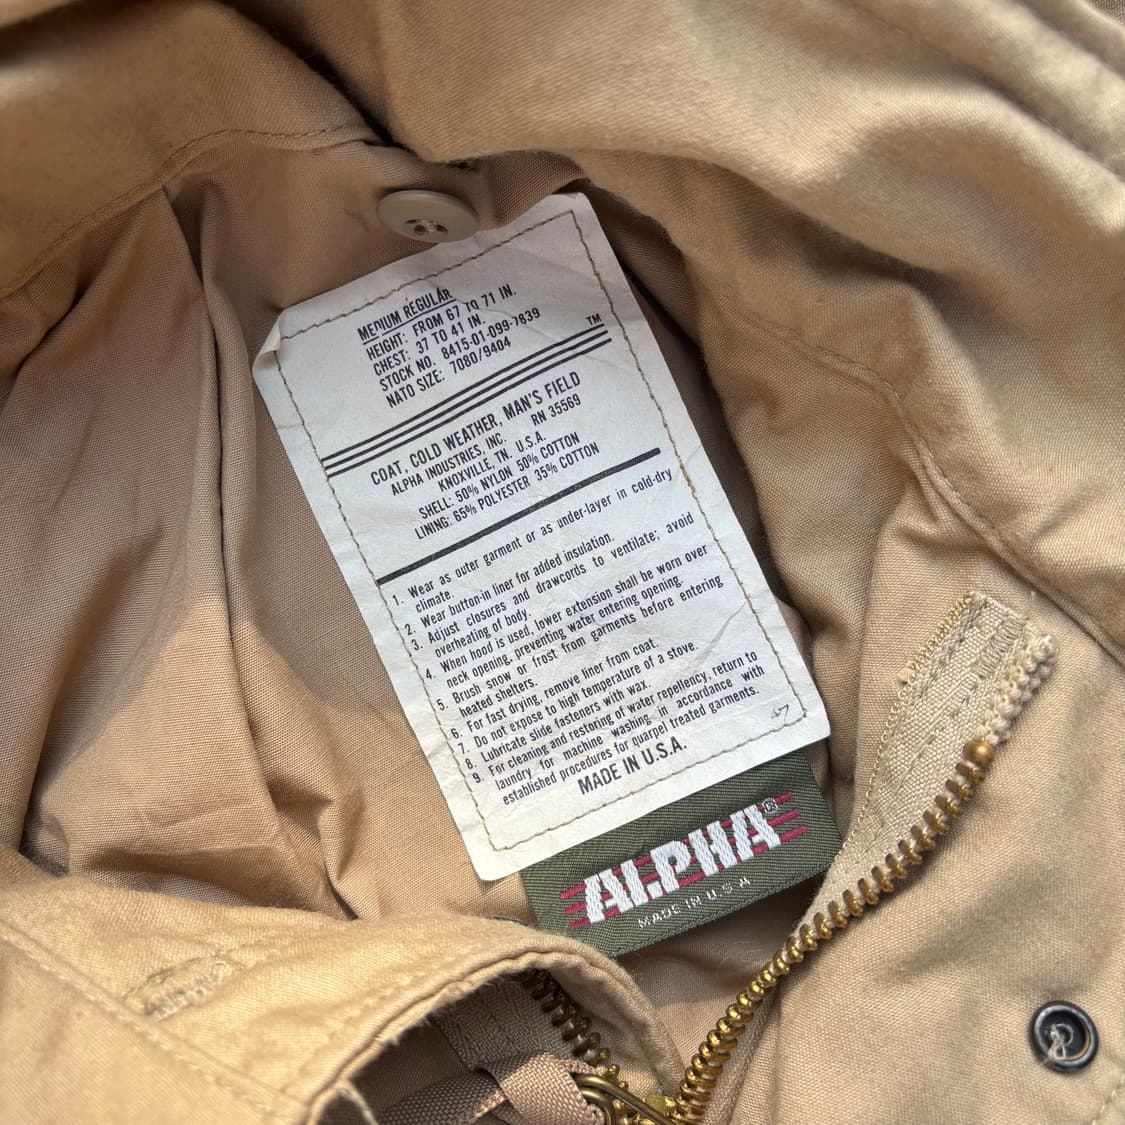 MEDIUM REGULAR
HEIGHT: FROM 67 TO 71 IN.
CHEST: 37 TO 41 IN.
STOCK NO. 8415-01-099-7839
NATO SIZE: 7080/9404
TM
COAT, COLD WEATHER, MAN'S FIELD
ALPHA INDUSTRIES, INC. RN 35569
KNOXVILLE, TN. U.S.A.
SHELL: 50% NYLON 50% COTTON
LINING: 65% POLYESTER 35% COTTON
1. Wear as outer garment or as under-layer in cold-dry
climate.
2. Wear button-in liner for added insulation.
3. Adjust closures and drawcords to ventilate; avoid
overheating of body.
4. When hood is used, lower extension shall be worn over
neck opening, preventing water entering opening.
5. Brush snow or frost from garments before entering
heated shelters.
6. For fast drying, remove liner from coat.
7. Do not expose to high temperature of a stove.
8. Lubricate slide fasteners with wax.
9. For cleaning and restoring of water repellency, return to
laundry for machine washing in accordance with
established procedures for quarpel treated garments.
MADE IN U.S.A.
47
ALPHA®
MADE IN U.S.A